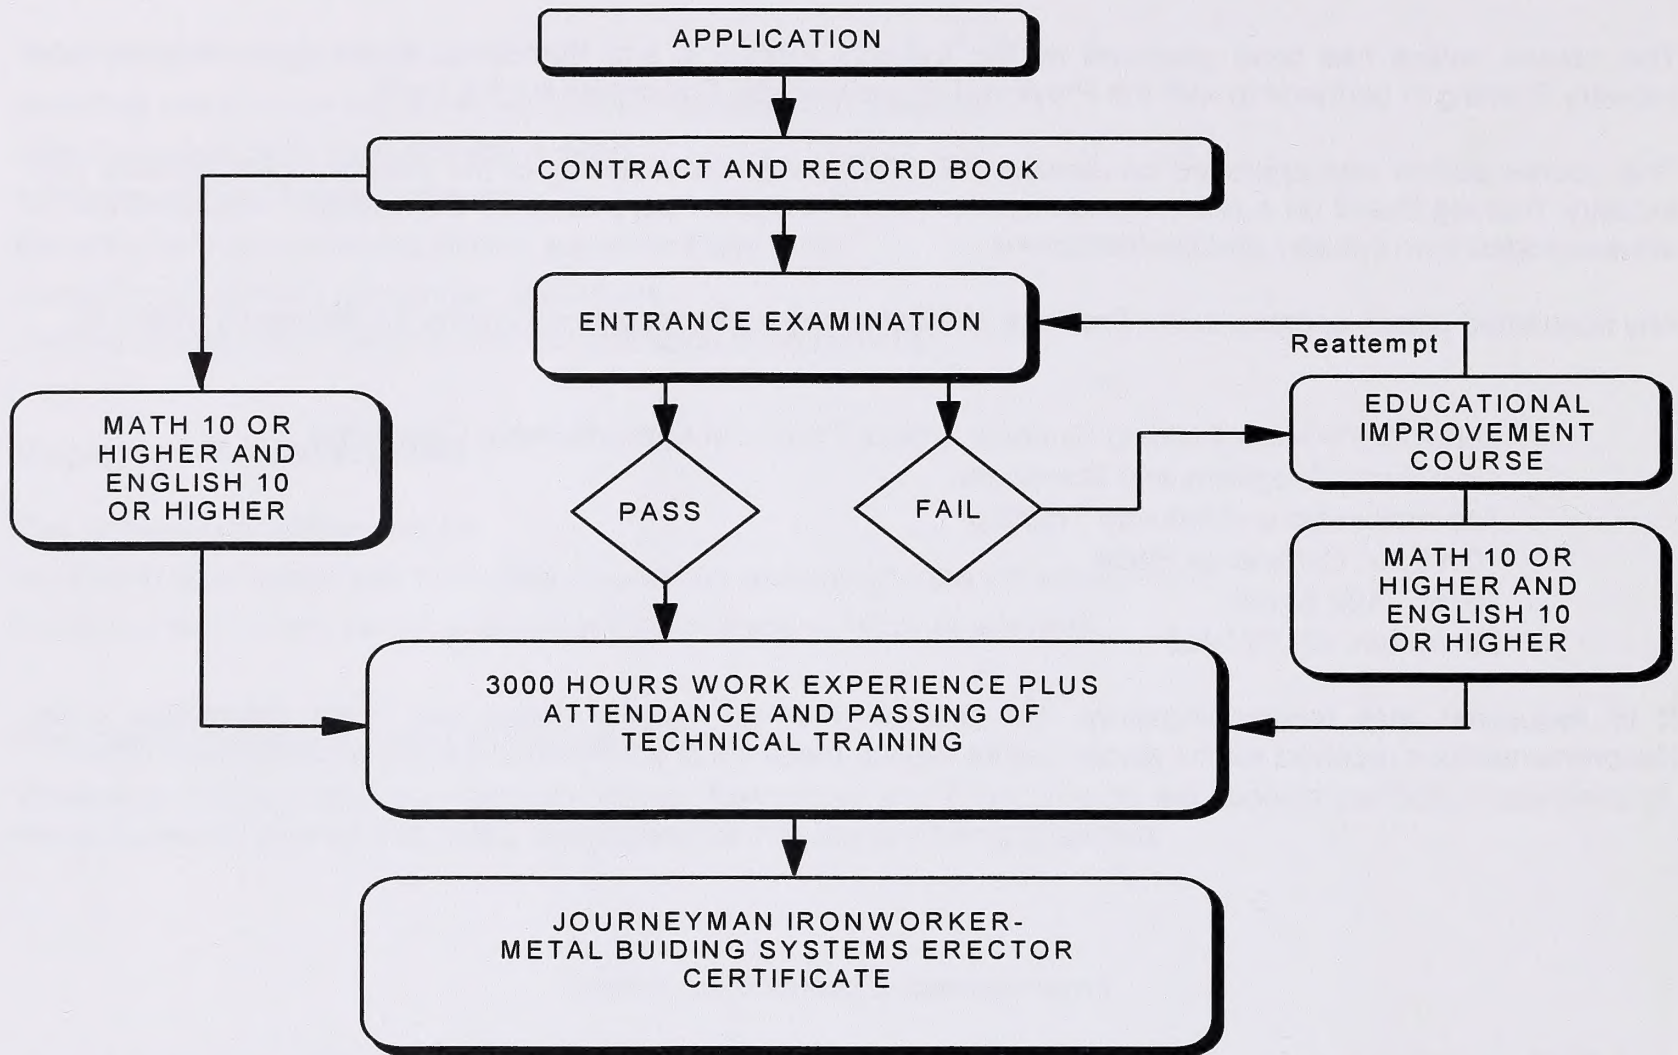 APPLICATION
CONTRACT AND RECORD BOOK
ENTRANCE EXAMINATION
Reattempt
MATH 10 OR
HIGHER AND
ENGLISH 10
OR HIGHER
PASS
FAIL
EDUCATIONAL
IMPROVEMENT
COURSE
MATH 10 OR
HIGHER AND
ENGLISH 10
OR HIGHER
3000 HOURS WORK EXPERIENCE PLUS
ATTENDANCE AND PASSING OF
TECHNICAL TRAINING
JOURNEYMAN IRONWORKER-
METAL BUIDING SYSTEMS ERECTOR
CERTIFICATE